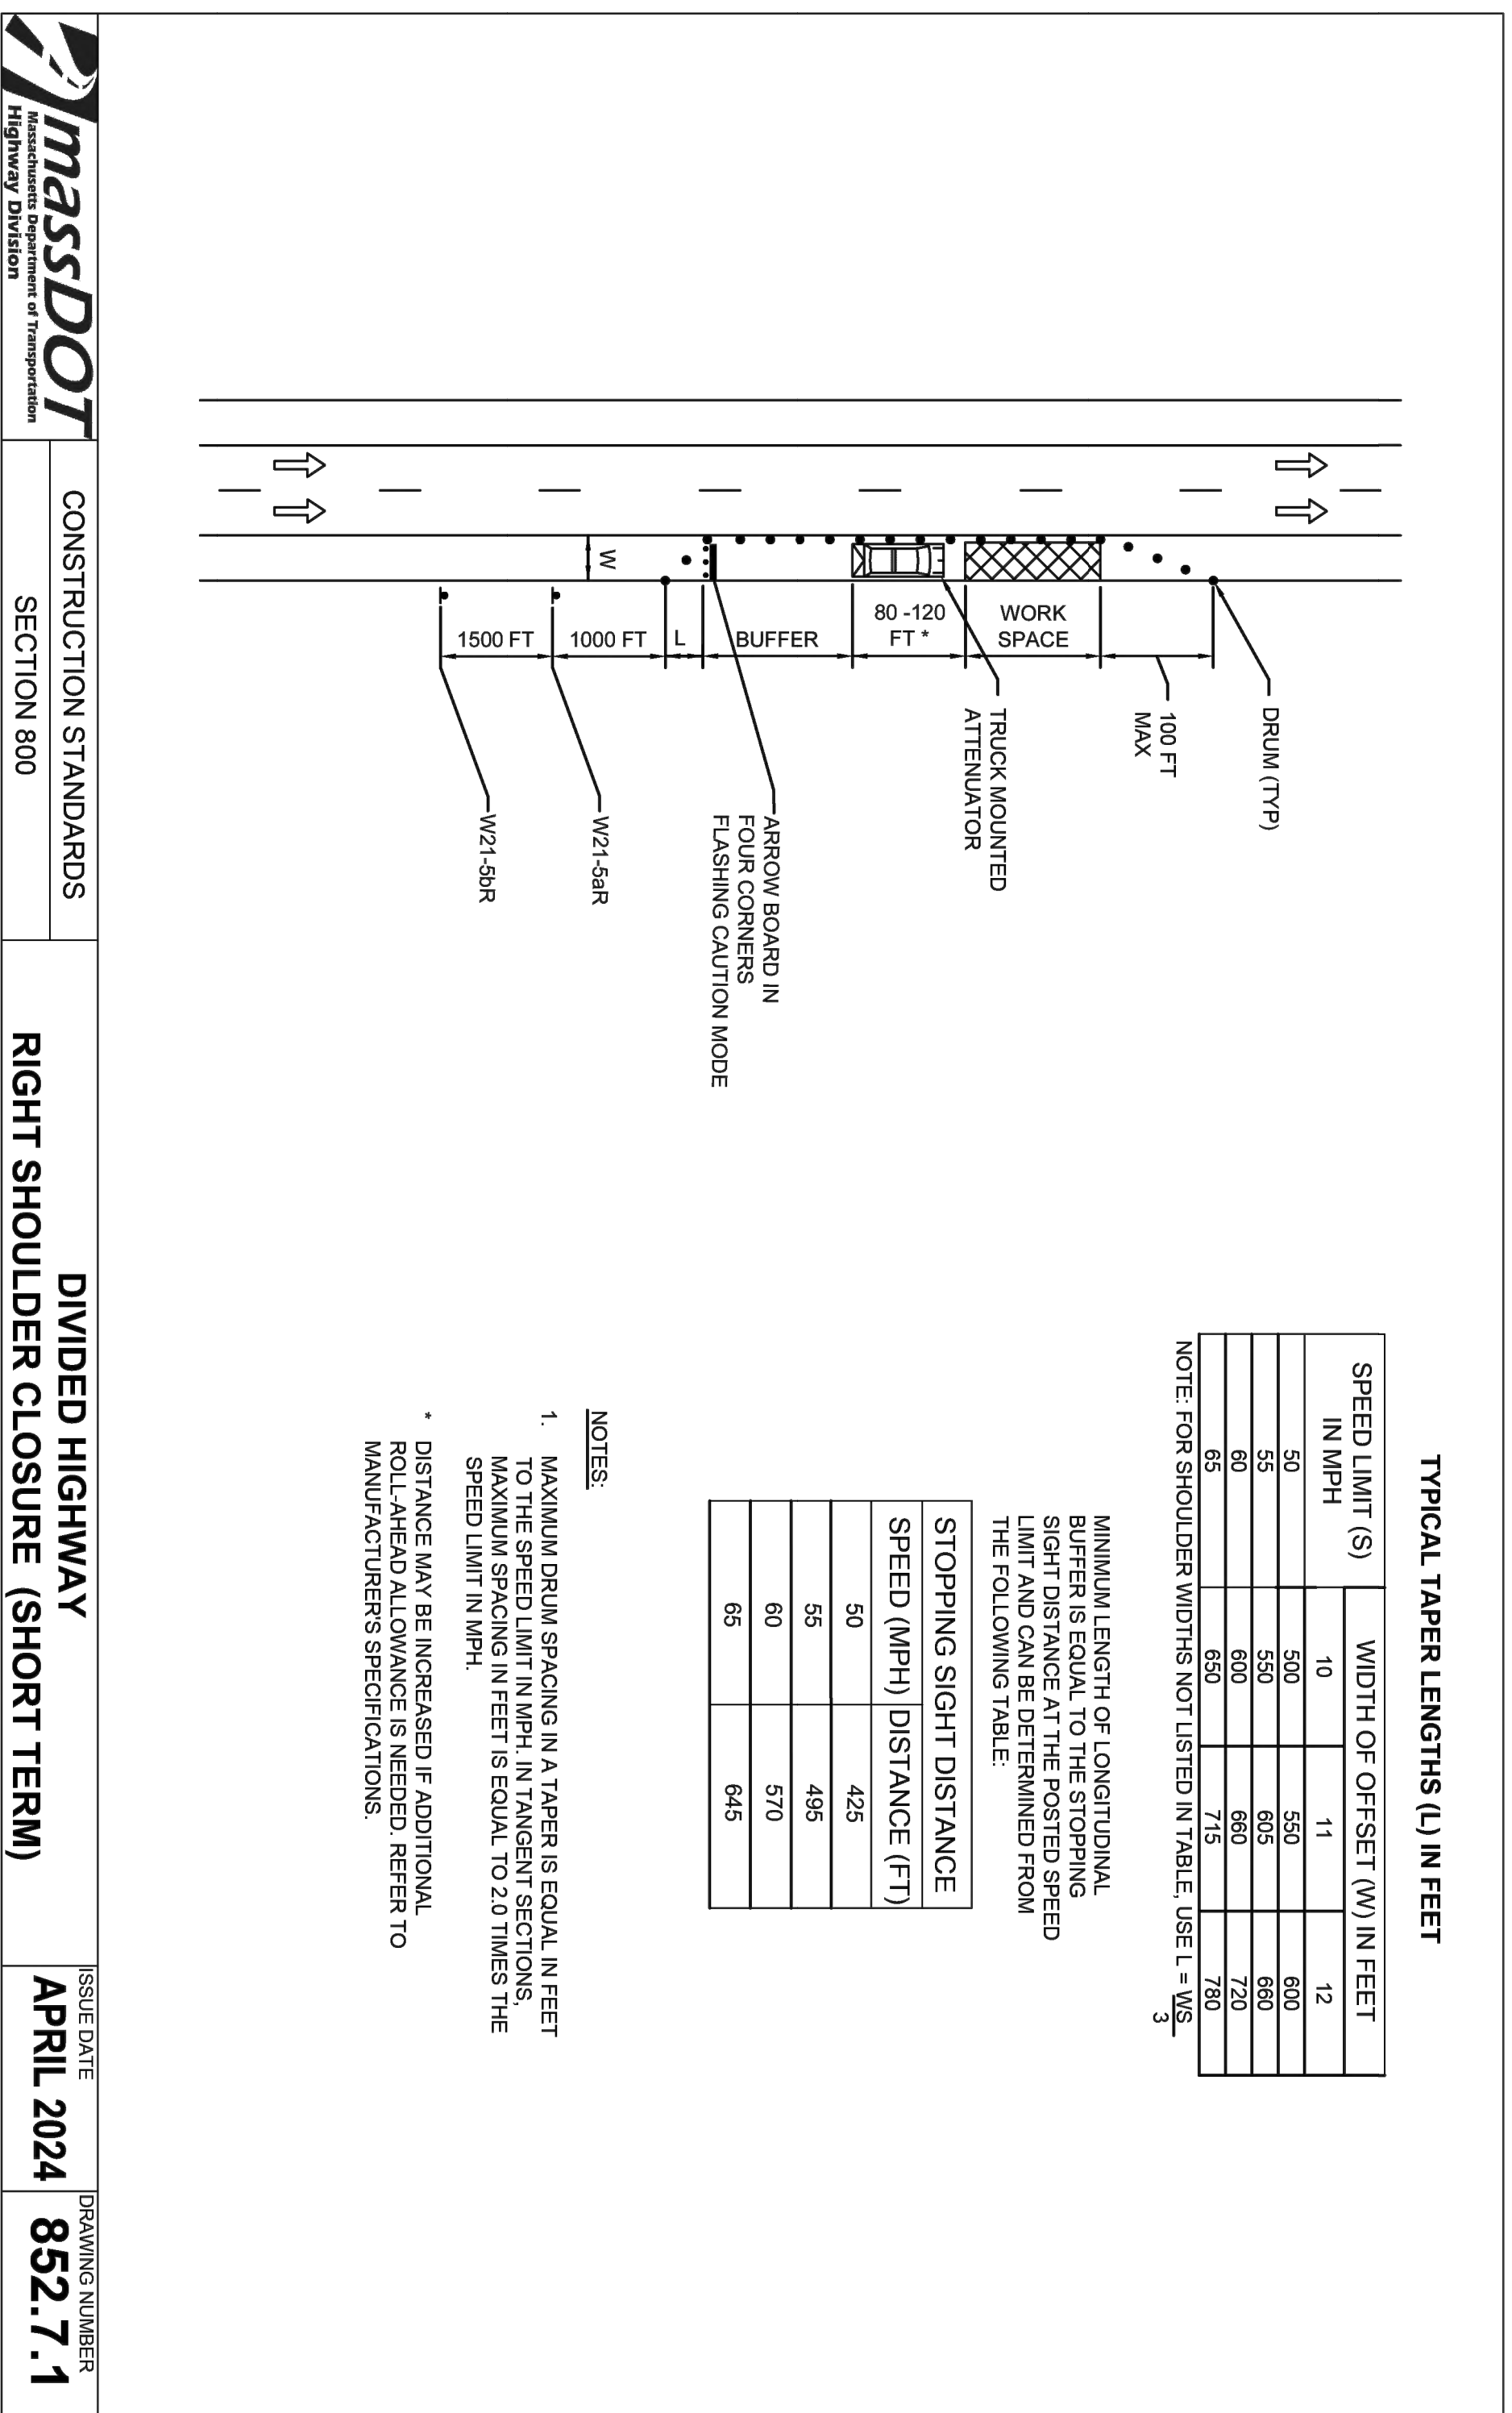 TYPICAL TAPER LENGTHS (L) IN FEET
SPEED LIMIT (S)
IN MPH
WIDTH OF OFFSET (W) IN FEET
10 11 12
50 500 550 600
55 550 605 660
60 600 660 720
65 650 715 780
NOTE: FOR SHOULDER WIDTHS NOT LISTED IN TABLE, USE L = WS
3
MINIMUM LENGTH OF LONGITUDINAL
BUFFER IS EQUAL TO THE STOPPING
SIGHT DISTANCE AT THE POSTED SPEED
LIMIT AND CAN BE DETERMINED FROM
THE FOLLOWING TABLE:
STOPPING SIGHT DISTANCE
SPEED (MPH) DISTANCE (FT)
50 425
55 495
60 570
65 645
NOTES:
1. MAXIMUM DRUM SPACING IN A TAPER IS EQUAL IN FEET
TO THE SPEED LIMIT IN MPH. IN TANGENT SECTIONS,
MAXIMUM SPACING IN FEET IS EQUAL TO 2.0 TIMES THE
SPEED LIMIT IN MPH.
* DISTANCE MAY BE INCREASED IF ADDITIONAL
ROLL-AHEAD ALLOWANCE IS NEEDED. REFER TO
MANUFACTURER'S SPECIFICATIONS.
DRUM (TYP)
100 FT
MAX
WORK
SPACE
TRUCK MOUNTED
ATTENUATOR
80 -120
FT *
BUFFER
ARROW BOARD IN
FOUR CORNERS
FLASHING CAUTION MODE
L
W
1000 FT
W21-5aR
1500 FT
W21-5bR
massDOT
Massachusetts Department of Transportation
Highway Division
CONSTRUCTION STANDARDS
SECTION 800
DIVIDED HIGHWAY
RIGHT SHOULDER CLOSURE (SHORT TERM)
ISSUE DATE
APRIL 2024
DRAWING NUMBER
852.7.1